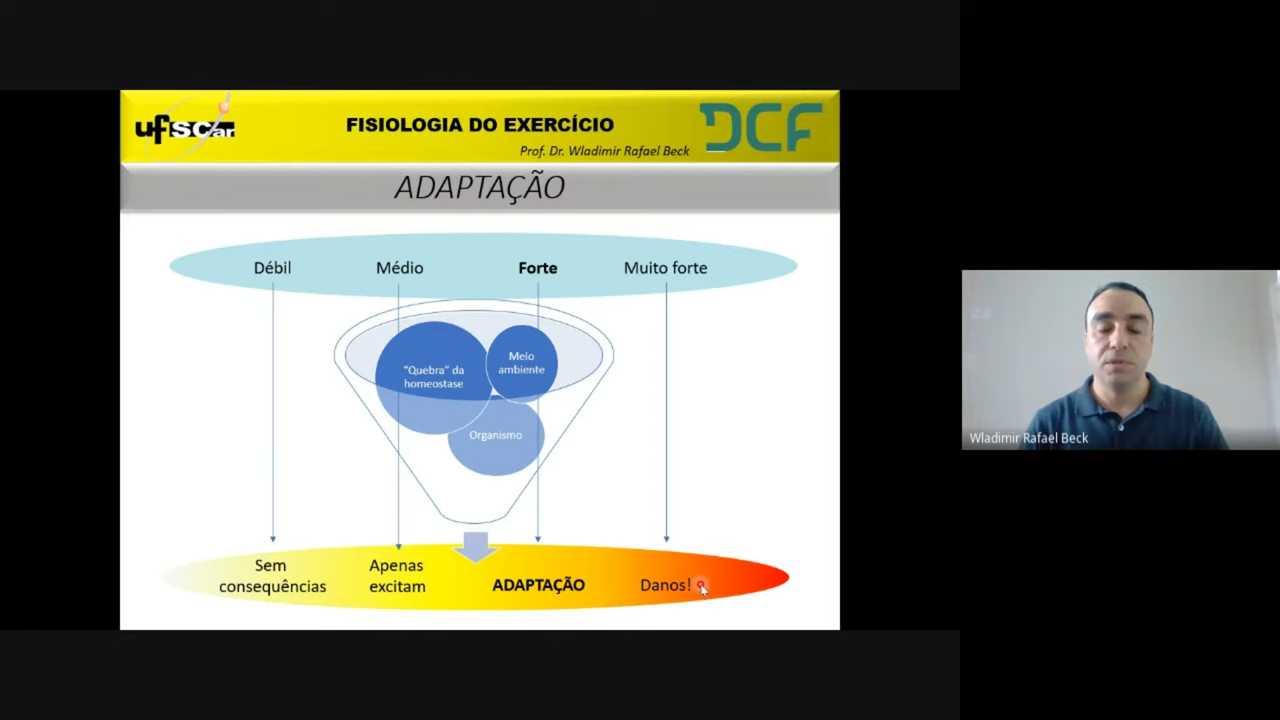 ufscar
FISIOLOGIA DO EXERCÍCIO
Prof. Dr. Wladimir Rafael Beck
DCF
ADAPTAÇÃO
Débil
Médio
Forte
Muito forte
"Quebra" da
homeostase
Meio
ambiente
Organismo
Sem
consequências
Apenas
excitam
ADAPTAÇÃO
Danos!
Wladimir Rafael Beck